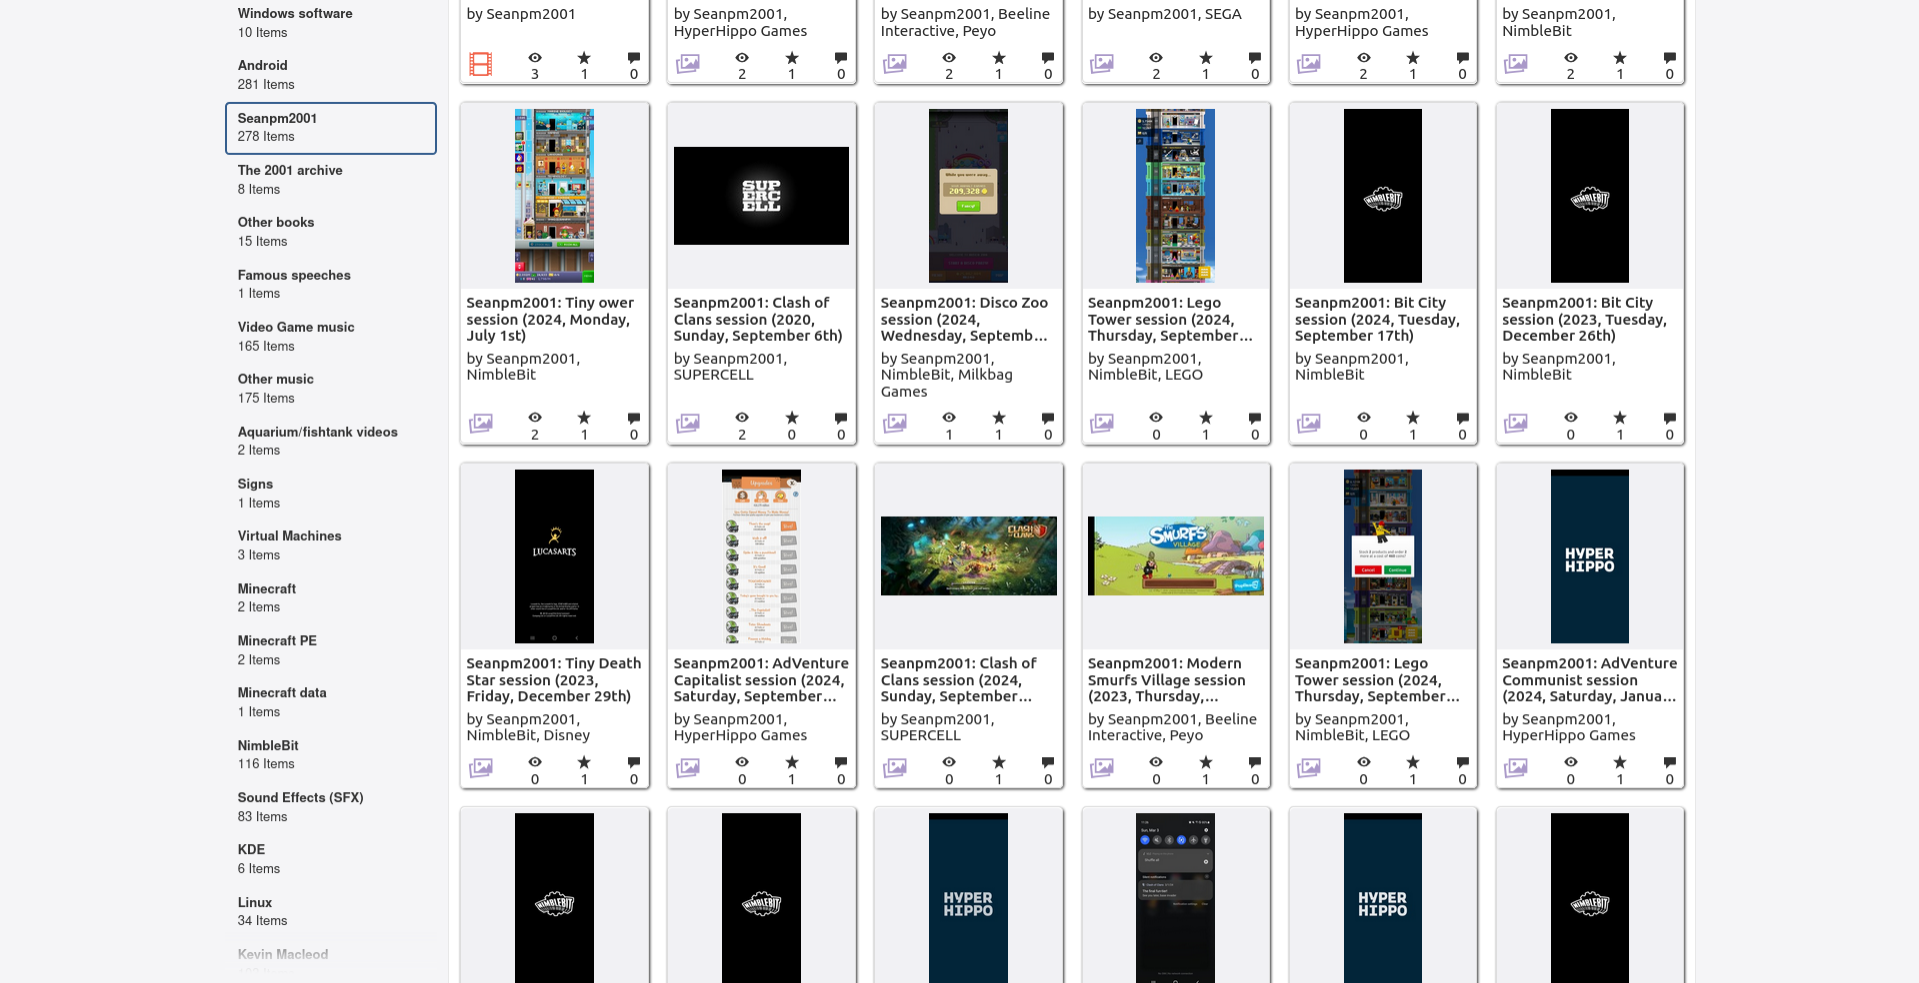 Windows software
10 Items
Android
281 Items
Seanpm2001
278 Items
The 2001 archive
8 Items
Other books
15 Items
Famous speeches
1 Items
Video Game music
165 Items
Other music
175 Items
Aquarium/fishtank videos
2 Items
Signs
1 Items
Virtual Machines
3 Items
Minecraft
2 Items
Minecraft PE
2 Items
Minecraft data
1 Items
NimbleBit
116 Items
Sound Effects (SFX)
83 Items
KDE
6 Items
Linux
34 Items
Kevin Macleod
by Seanpm2001
3 1 0
by Seanpm2001,
HyperHippo Games
2 1 0
by Seanpm2001, Beeline
Interactive, Peyo
2 1 0
by Seanpm2001, SEGA
2 1 0
by Seanpm2001,
HyperHippo Games
2 1 0
by Seanpm2001,
NimbleBit
2 1 0
Seanpm2001: Tiny ower
session (2024, Monday,
July 1st)
by Seanpm2001,
NimbleBit
2 1 0
SUP
ERC
ELL
Seanpm2001: Clash of
Clans session (2020,
Sunday, September 6th)
by Seanpm2001,
SUPERCELL
2 0 0
While you were away...
209,328
Seanpm2001: Disco Zoo
session (2024,
Wednesday, Septemb...
by Seanpm2001,
NimbleBit, Milkbag
Games
1 1 0
Seanpm2001: Lego
Tower session (2024,
Thursday, September...
by Seanpm2001,
NimbleBit, LEGO
0 1 0
NIMBLEBIT
Seanpm2001: Bit City
session (2024, Tuesday,
September 17th)
by Seanpm2001,
NimbleBit
0 1 0
NIMBLEBIT
Seanpm2001: Bit City
session (2023, Tuesday,
December 26th)
by Seanpm2001,
NimbleBit
0 1 0
LUCASARTS
Seanpm2001: Tiny Death
Star session (2023,
Friday, December 29th)
by Seanpm2001,
NimbleBit, Disney
0 1 0
Upgrades
Seanpm2001: AdVenture
Capitalist session (2024,
Saturday, September...
by Seanpm2001,
HyperHippo Games
0 1 0
CLASH
OF CLANS
Seanpm2001: Clash of
Clans session (2024,
Sunday, September...
by Seanpm2001,
SUPERCELL
0 1 0
THE
SMURFS
VILLAGE
Seanpm2001: Modern
Smurfs Village session
(2023, Thursday,...
by Seanpm2001, Beeline
Interactive, Peyo
0 1 0
Cancel Continue
Seanpm2001: Lego
Tower session (2024,
Thursday, September...
by Seanpm2001,
NimbleBit, LEGO
0 1 0
HYPER
HIPPO
Seanpm2001: AdVenture
Communist session
(2024, Saturday, Janua...
by Seanpm2001,
HyperHippo Games
0 1 0
NIMBLEBIT
NIMBLEBIT
HYPER
HIPPO
Sun, Mar 3
HYPER
HIPPO
NIMBLEBIT